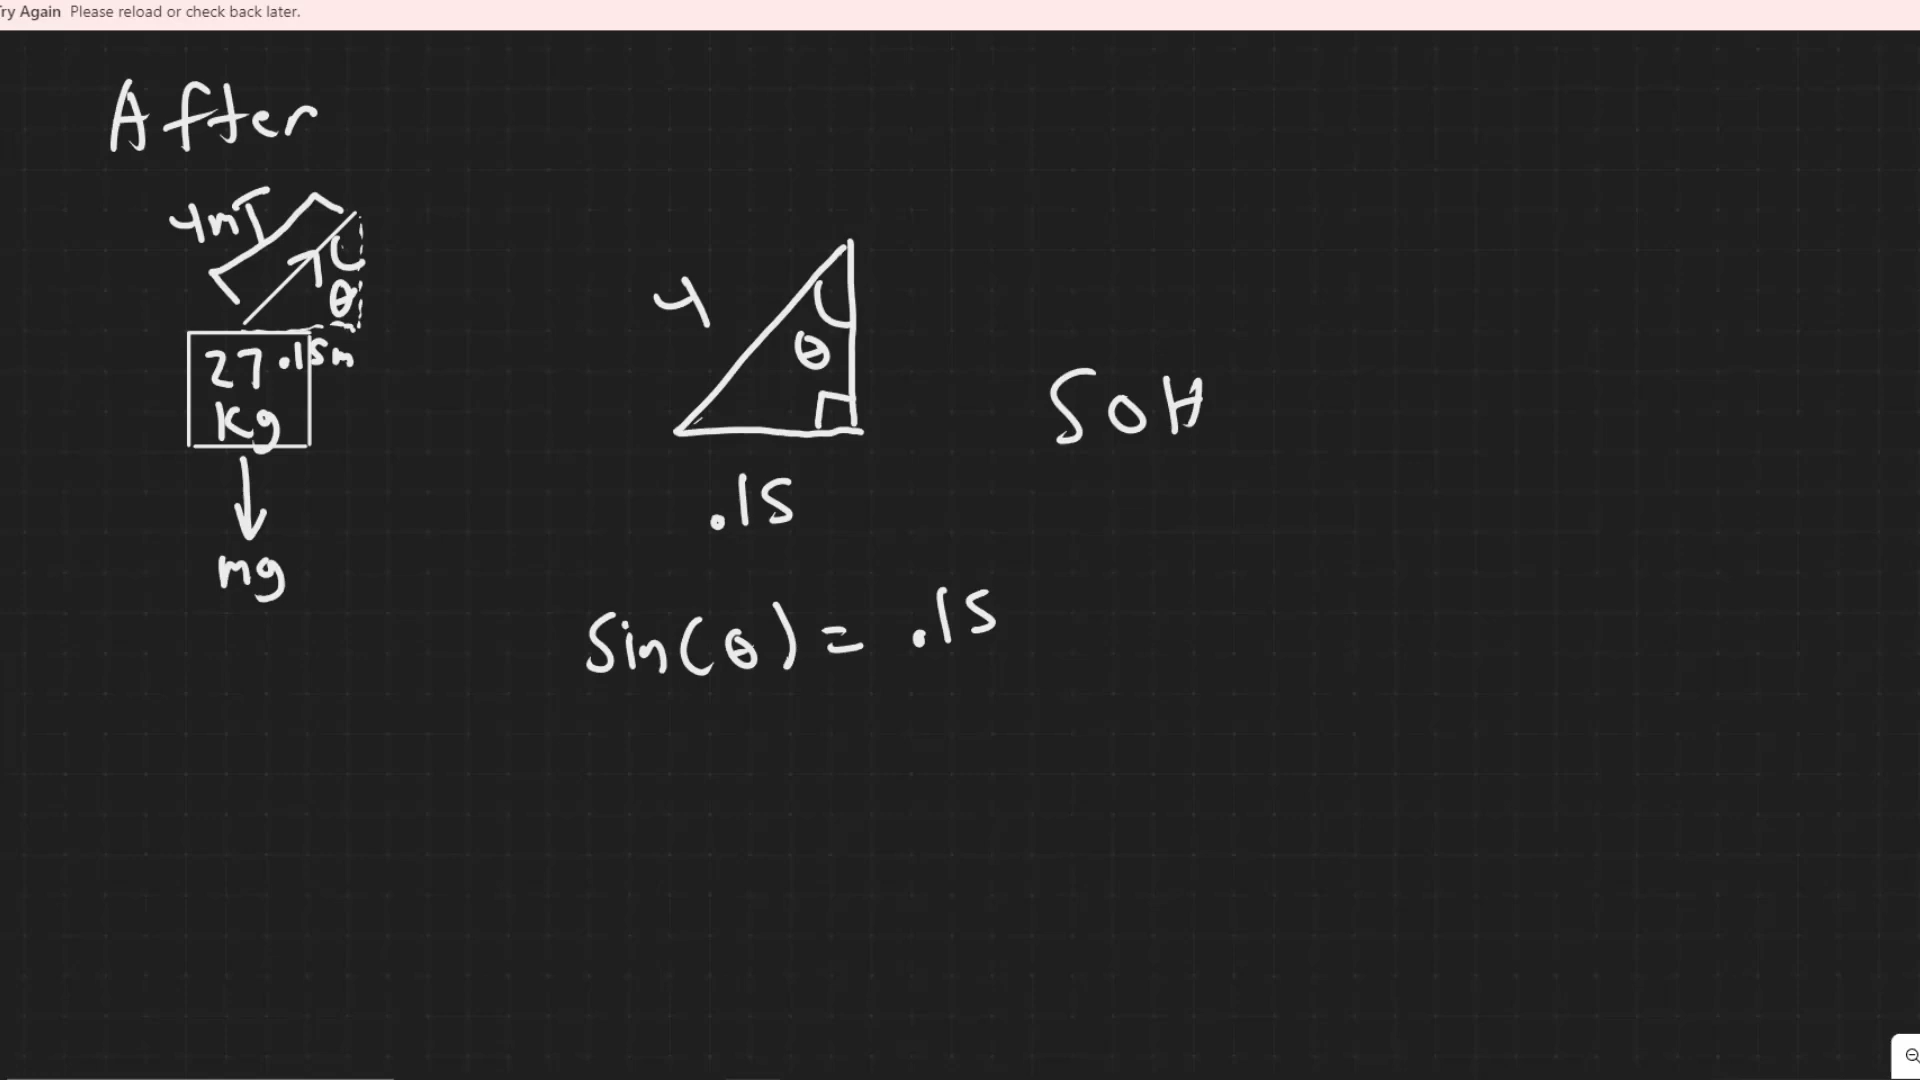 ry Again Please reload or check back later.
After
4m T
θ
27 .15m
kg
mg
4
θ
.15
SOH
Sin(θ) = .15